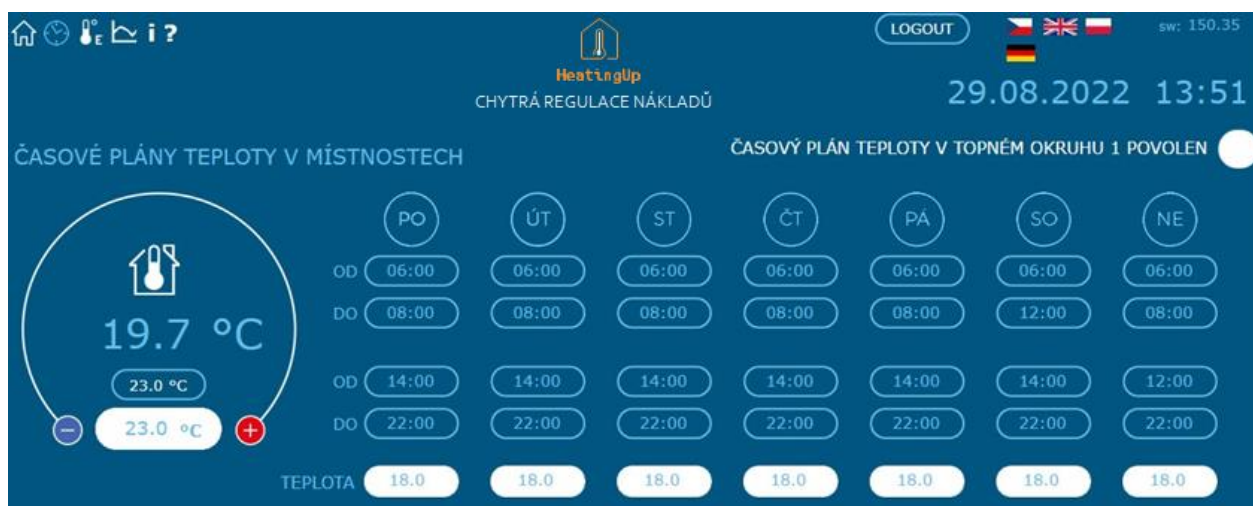 E i ?
HeatingUp
CHYTRÁ REGULACE NÁKLADŮ
LOGOUT
sw: 150.35
29.08.2022 13:51
ČASOVÉ PLÁNY TEPLOTY V MÍSTNOSTECH
ČASOVÝ PLÁN TEPLOTY V TOPNÉM OKRUHU 1 POVOLEN
19.7 °C
23.0 °C
23.0 °C
PO ÚT ST ČT PÁ SO NE
OD 06:00 06:00 06:00 06:00 06:00 06:00 06:00
DO 08:00 08:00 08:00 08:00 08:00 12:00 08:00
OD 14:00 14:00 14:00 14:00 14:00 14:00 12:00
DO 22:00 22:00 22:00 22:00 22:00 22:00 22:00
TEPLOTA 18.0 18.0 18.0 18.0 18.0 18.0 18.0